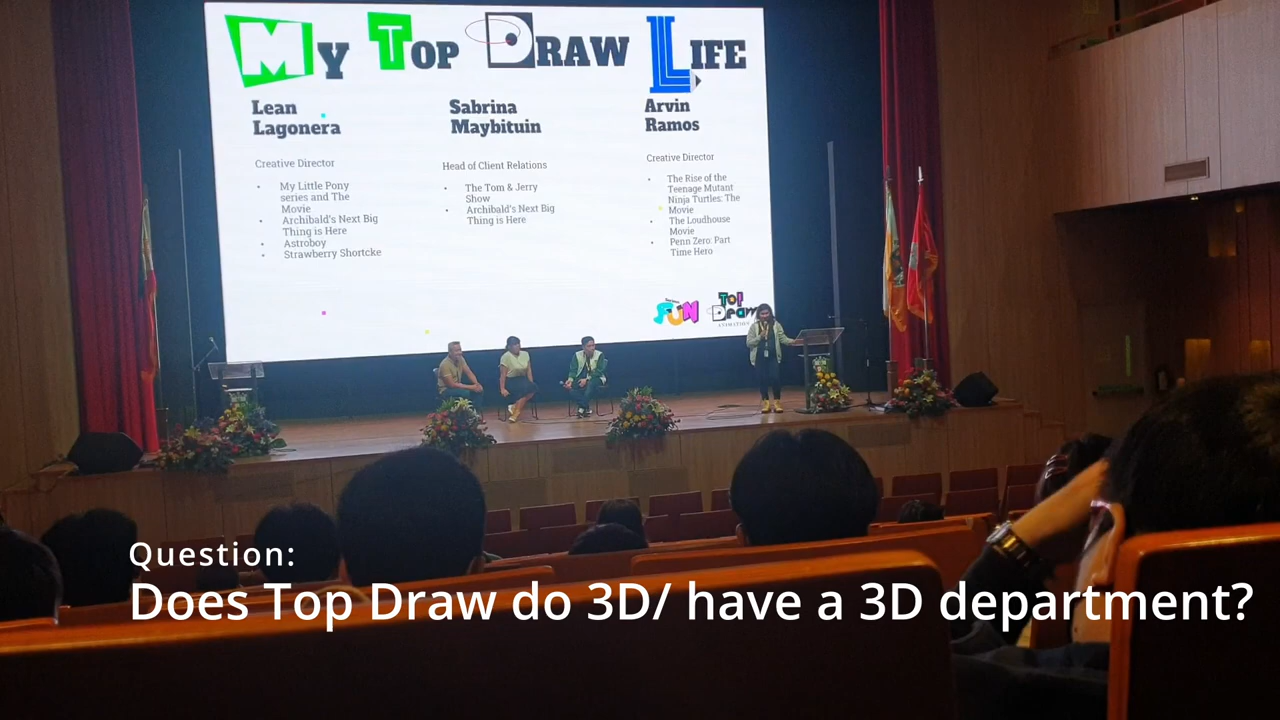 My Top Draw Life
Lean
Lagonera
Creative Director
• My Little Pony
series and The
Movie
• Archibald's Next Big
Thing is Here
• Astroboy
• Strawberry Shortcke
Sabrina
Maybituin
Head of Client Relations
• The Tom & Jerry
Show
• Archibald's Next Big
Thing is Here
Arvin
Ramos
Creative Director
• The Rise of the
Teenage Mutant
Ninja Turtles: The
Movie
• The Loudhouse
Movie
• Penn Zero: Part
Time Hero
FUN
Top
Draw
ANIMATION
Question:
Does Top Draw do 3D/ have a 3D department?